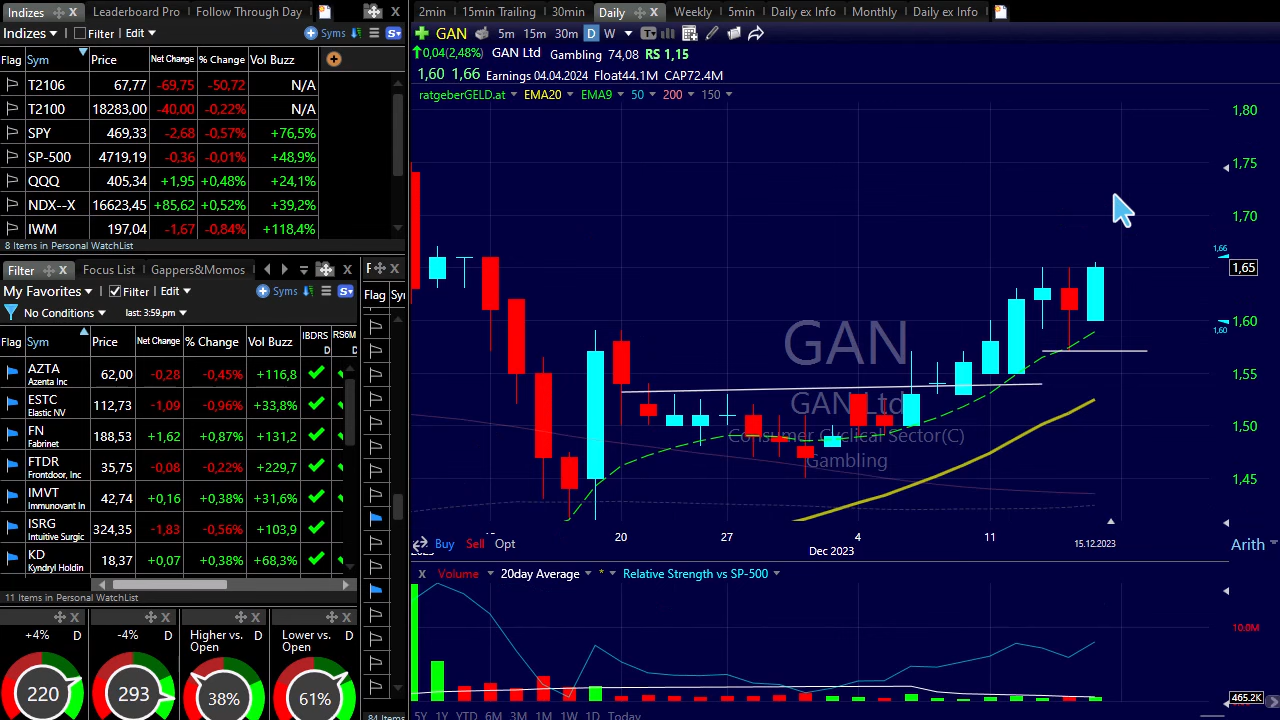 Indizes
Leaderboard Pro
Follow Through Day
Indizes
Filter
Edit
Syms
Flag Sym Price Net Change % Change Vol Buzz
T2106 67,77 -69,75 -50,72 N/A
T2100 18283,00 -40,00 -0,22% N/A
SPY 469,33 -2,68 -0,57% +76,5%
SP-500 4719,19 -0,36 -0,01% +48,9%
QQQ 405,34 +1,95 +0,48% +24,1%
NDX--X 16623,45 +85,62 +0,52% +39,2%
IWM 197,04 -1,67 -0,84% +118,4%
8 Items in Personal WatchList
Filter
Focus List
Gappers&Momos
My Favorites
Filter
Edit
Syms
No Conditions
last: 3:59pm
Flag Sym Price Net Change % Change Vol Buzz IBDRS D RS6M D
AZTA 62,00 -0,28 -0,45% +116,8
Azenta Inc
ESTC 112,73 -1,09 -0,96% +33,8%
Elastic NV
FN 188,53 +1,62 +0,87% +131,2
Fabrinet
FTDR 35,75 -0,08 -0,22% +229,7
Frontdoor, Inc
IMVT 42,74 +0,16 +0,38% +31,6%
Immunovant In
ISRG 324,35 -1,83 -0,56% +103,9
Intuitive Surgic
KD 18,37 +0,07 +0,38% +68,3%
Kyndryl Holdin
11 Items in Personal WatchList
Flag
+4% D
220
-4% D
293
Higher vs. Open D
38%
Lower vs. Open D
61%
84 Items
2min
15min Trailing
30min
Daily
Weekly
5min
Daily ex Info
Monthly
Daily ex Info
GAN
5m 15m 30m D W
0,04(2,48%) GAN Ltd Gambling 74,08 RS 1,15
1,60 1,66 Earnings 04.04.2024 Float44.1M CAP72.4M
ratgeberGELD.at EMA20 EMA9 50 200 150
1,80
1,75
1,70
1,66
1,65
1,60
1,60
1,55
1,50
1,45
GAN
GAN Ltd
Consumer Cyclical Sector(C)
Gambling
20 27 4 11
Dec 2023
15.12.2023
Buy Sell Opt
Arith
X Volume 20day Average * Relative Strength vs SP-500
10.0M
465.2K
5Y 1Y YTD 6M 3M 1M 1W 1D Today